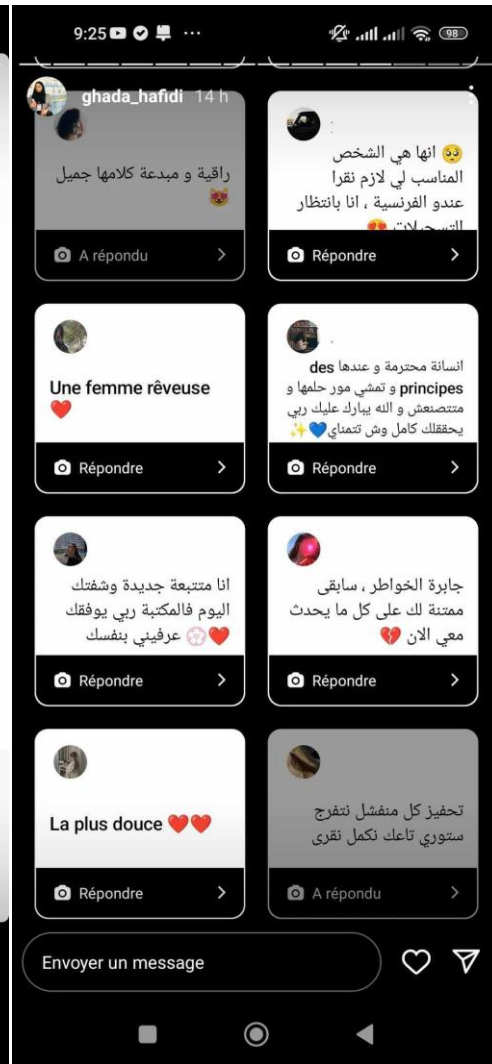 9:25
98
ghada_hafidi 14 h
راقية و مبدعة كلامها جميل
😻
A répondu
🥺 انها هي الشخص
المناسب لي لازم نقرا
عندو الفرنسية ، انا بانتظار
التسجيلات 😍
Répondre
Une femme rêveuse
❤️
Répondre
انسانة محترمة و عندها des
principes و تمشي مور حلمها و
متتصنعش و الله يبارك عليك ربي
يحققلك كامل وش تتمناي💙✨
Répondre
انا متتبعة جديدة وشفتك
اليوم فالمكتبة ربي يوفقك
❤️💮 عرفيني بنفسك
Répondre
جابرة الخواطر ، سابقى
ممتنة لك على كل ما يحدث
معي الان 💔
Répondre
La plus douce ❤️❤️
Répondre
تحفيز كل منفشل نتفرج
ستوري تاعك نكمل نقرى
A répondu
Envoyer un message